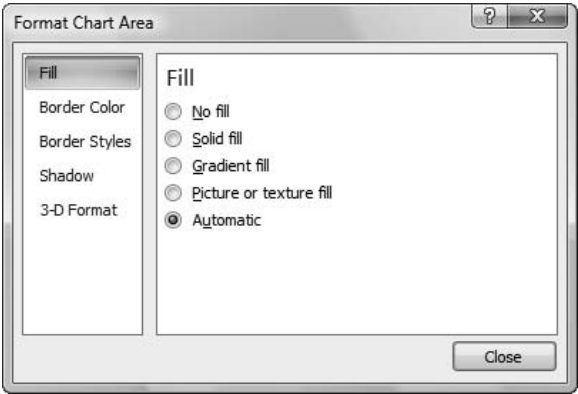 Format Chart Area
?
X
Fill
Border Color
Border Styles
Shadow
3-D Format
Fill
No fill
Solid fill
Gradient fill
Picture or texture fill
Automatic
Close